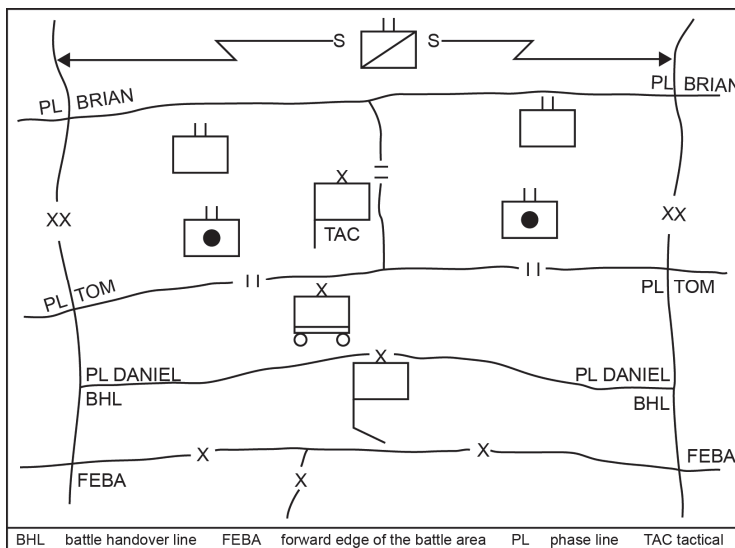 S S
PL BRIAN PL BRIAN
X
XX TAC XX
PL TOM X PL TOM
PL DANIEL X PL DANIEL
BHL BHL
X X
FEBA X FEBA
BHL battle handover line FEBA forward edge of the battle area PL phase line TAC tactical